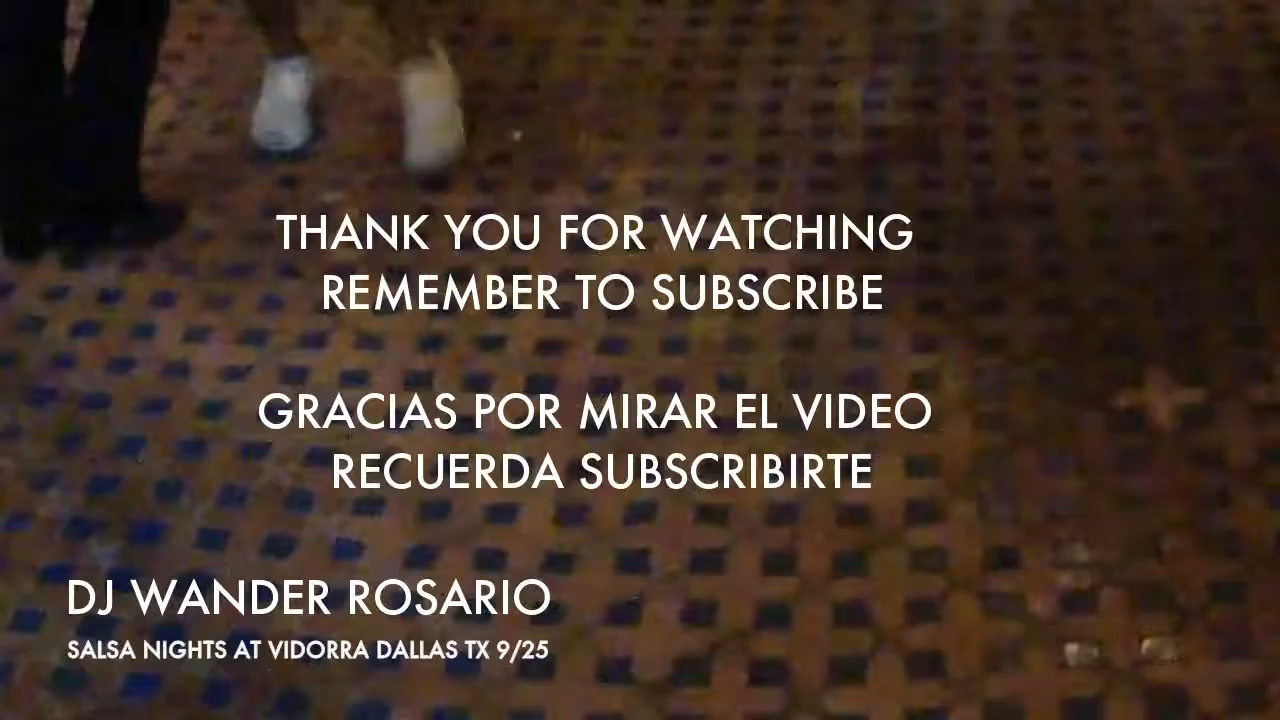 THANK YOU FOR WATCHING
REMEMBER TO SUBSCRIBE
GRACIAS POR MIRAR EL VIDEO
RECUERDA SUBSCRIBIRTE
DJ WANDER ROSARIO
SALSA NIGHTS AT VIDORRA DALLAS TX 9/25